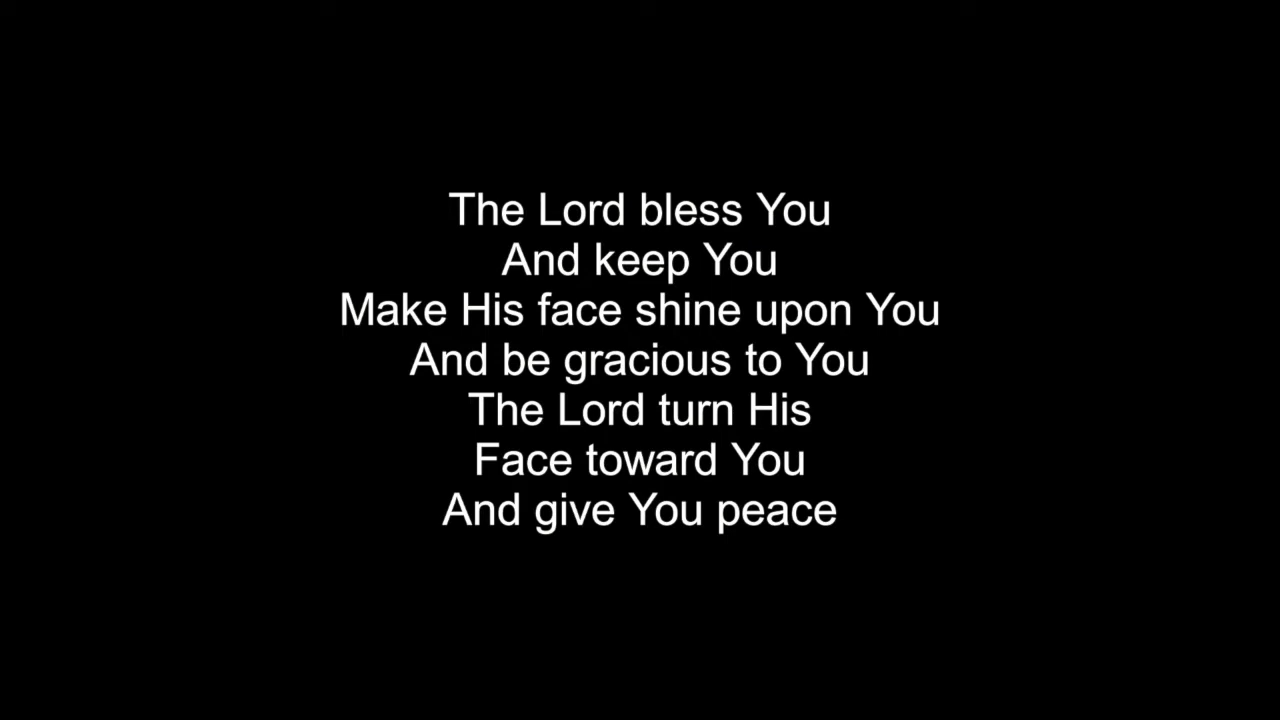 The Lord bless You
And keep You
Make His face shine upon You
And be gracious to You
The Lord turn His
Face toward You
And give You peace